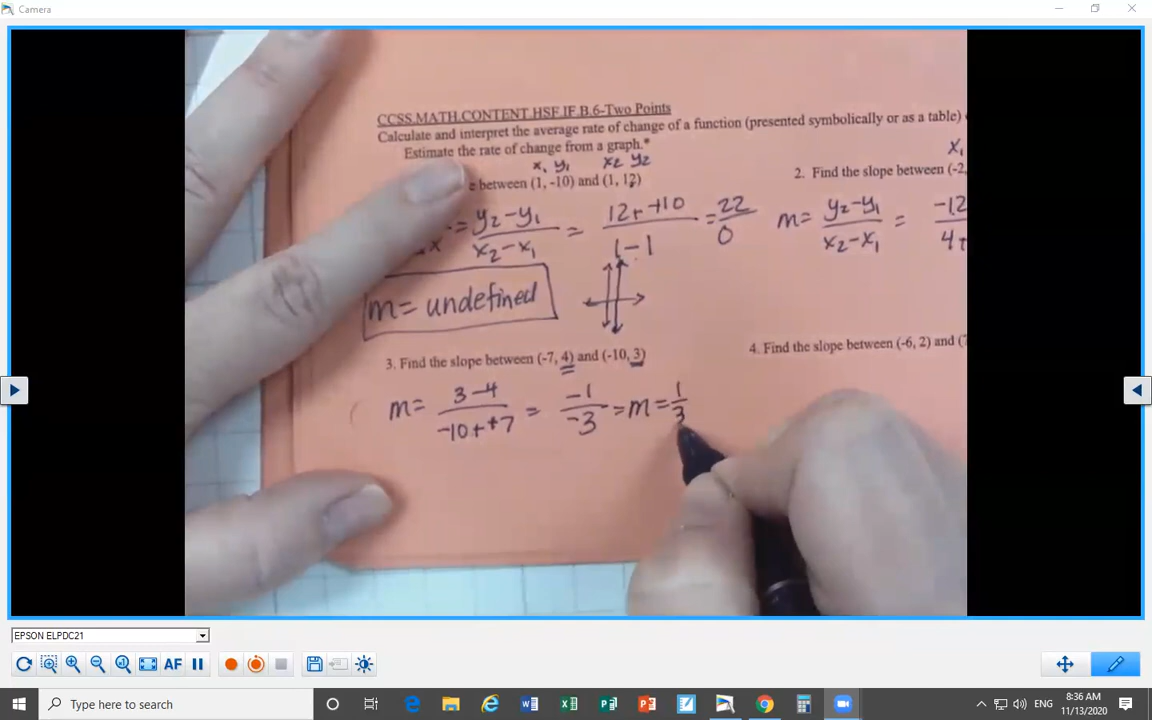 Camera
CCSS.MATH.CONTENT.HSF.IF.B.6-Two Points
Calculate and interpret the average rate of change of a function (presented symbolically or as a table)
Estimate the rate of change from a graph.*
x₁ y₁ x₂ y₂
between (1, -10) and (1, 12)
= y₂-y₁ / x₂-x₁ = 12+ +10 / 1-1 = 22/0
m= undefined
x₁
2. Find the slope between (-2,
m= y₂-y₁ / x₂-x₁ = -12 / 4+
3. Find the slope between (-7, 4) and (-10, 3)
m= 3-4 / -10+ +7 = -1/-3 = m= 1/3
4. Find the slope between (-6, 2) and (7
EPSON ELPDC21
AF
Type here to search
ENG
8:36 AM
11/13/2020